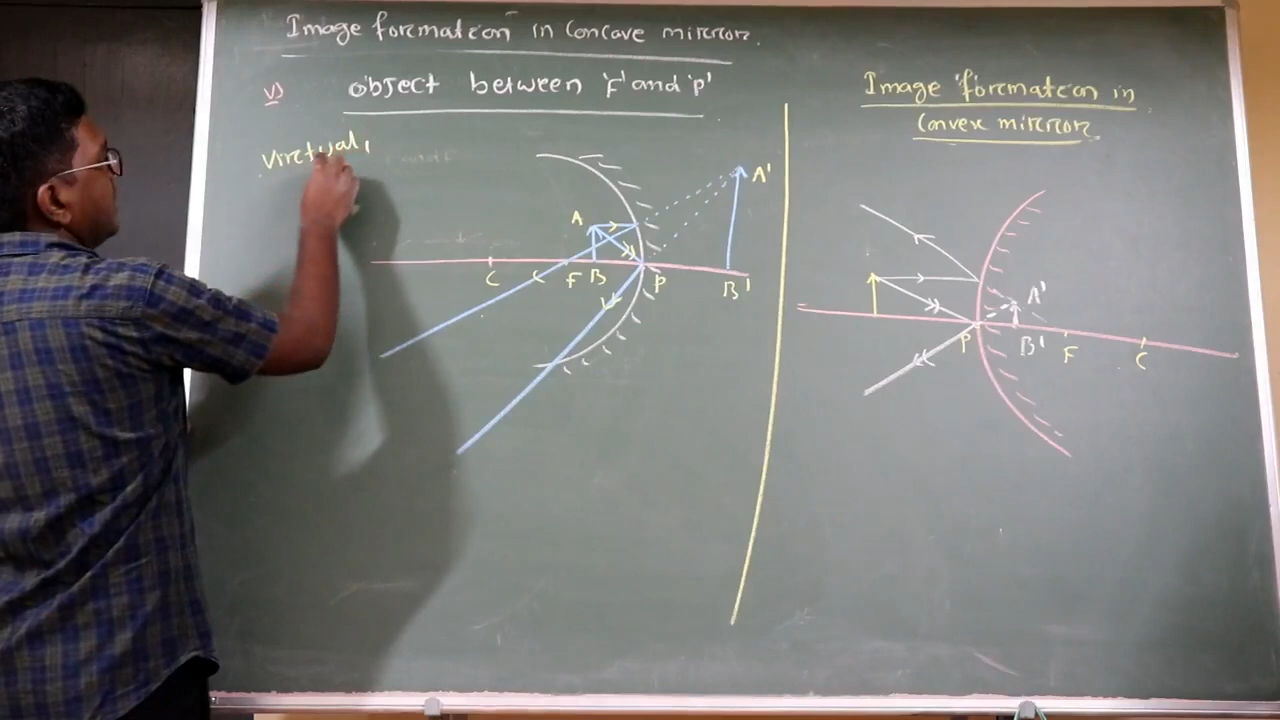 Image formation in Concave mirror.
v) object between 'F' and 'P'
Virtual,
A
A'
C
F
B
P
B'
Image formation in
Convex mirror
A'
P
B'
F
C